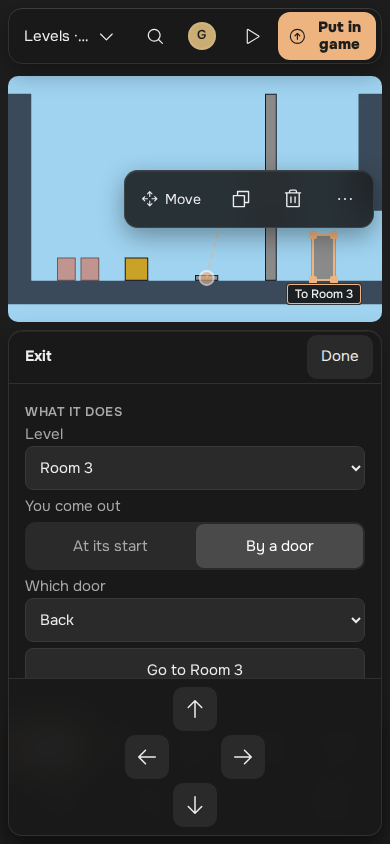 Levels ·...
G
Put in
game
Move
To Room 3
Exit
Done
WHAT IT DOES
Level
Room 3
You come out
At its start
By a door
Which door
Back
Go to Room 3